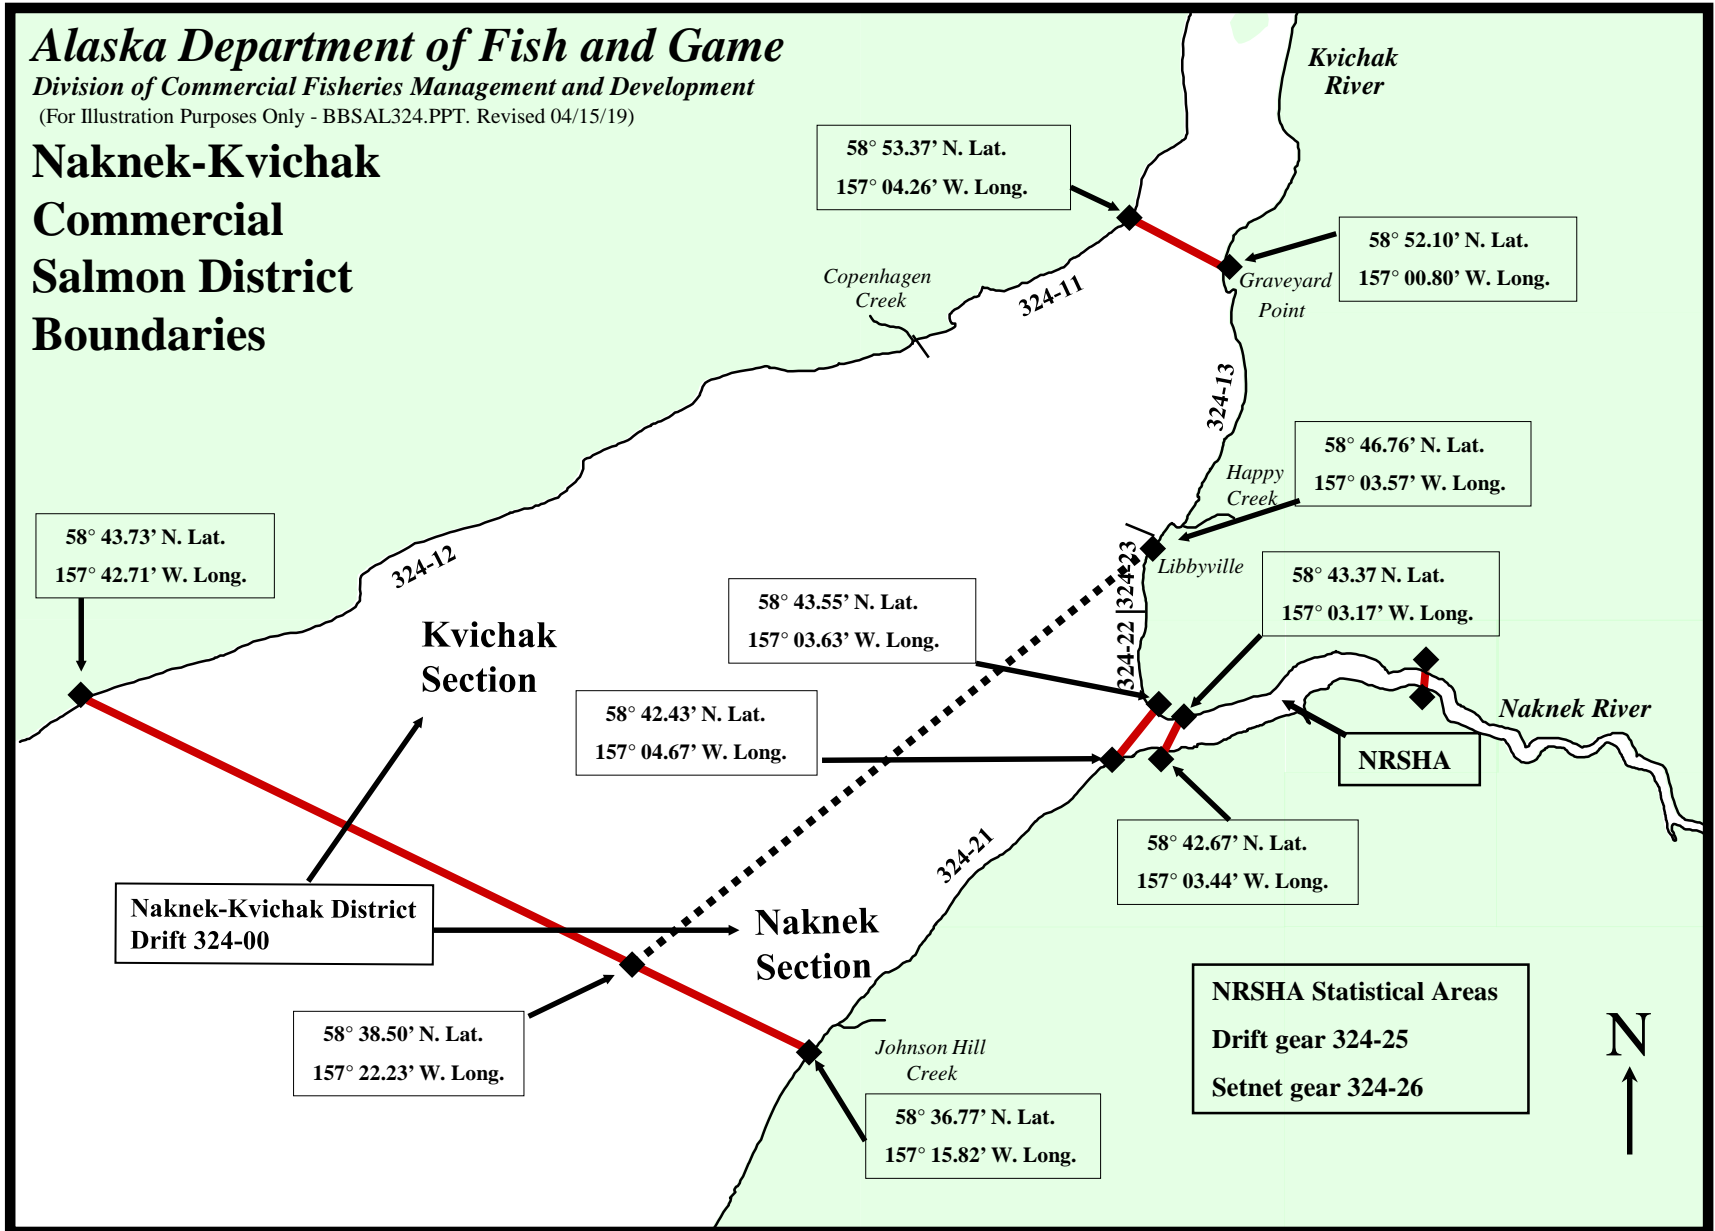 Alaska Department of Fish and Game
Division of Commercial Fisheries Management and Development
(For Illustration Purposes Only - BBSAL324.PPT. Revised 04/15/19)
Naknek-Kvichak
Commercial
Salmon District
Boundaries
Kvichak
River
58° 53.37’ N. Lat.
157° 04.26’ W. Long.
58° 52.10’ N. Lat.
157° 00.80’ W. Long.
Graveyard
Point
Copenhagen
Creek
324-11
324-13
58° 46.76’ N. Lat.
157° 03.57’ W. Long.
Happy
Creek
58° 43.73’ N. Lat.
157° 42.71’ W. Long.
324-12
324-23
Libbyville
58° 43.37 N. Lat.
157° 03.17’ W. Long.
58° 43.55’ N. Lat.
157° 03.63’ W. Long.
324-22
Kvichak
Section
58° 42.43’ N. Lat.
157° 04.67’ W. Long.
Naknek River
NRSHA
324-21
58° 42.67’ N. Lat.
157° 03.44’ W. Long.
Naknek-Kvichak District
Drift 324-00
Naknek
Section
58° 38.50’ N. Lat.
157° 22.23’ W. Long.
Johnson Hill
Creek
58° 36.77’ N. Lat.
157° 15.82’ W. Long.
NRSHA Statistical Areas
Drift gear 324-25
Setnet gear 324-26
N